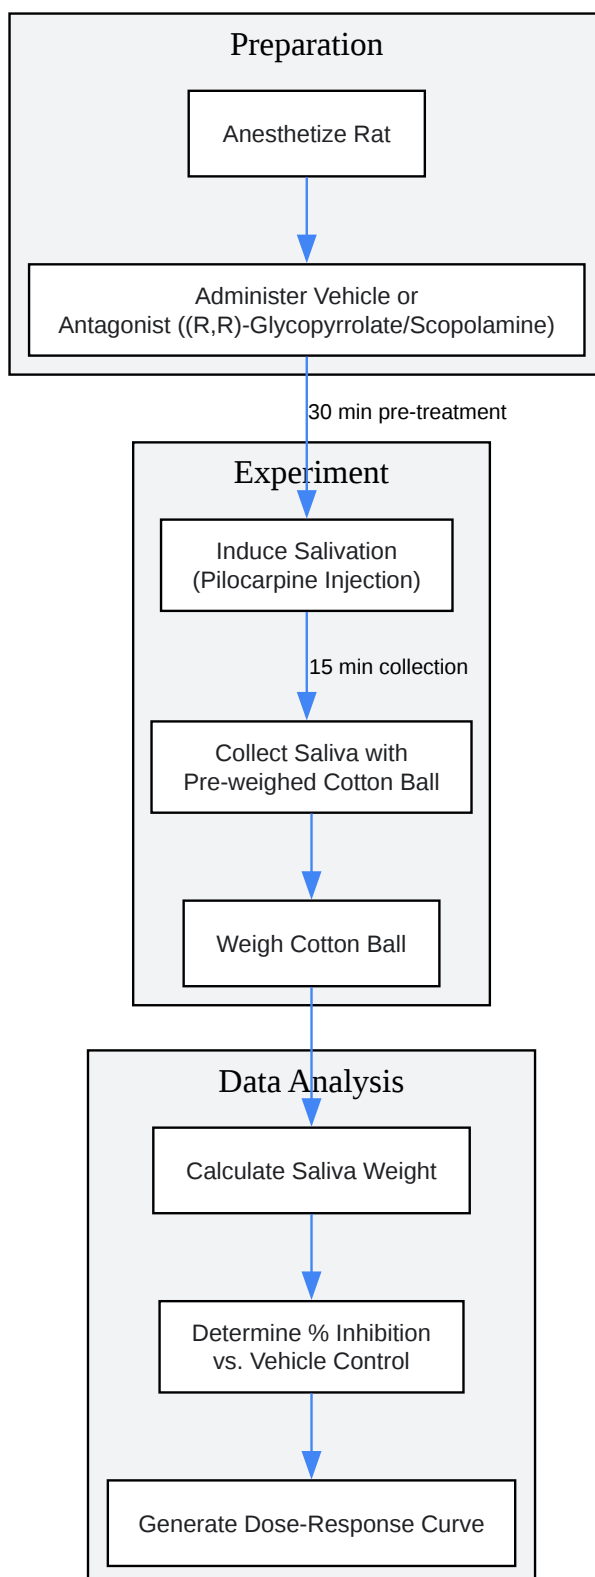 Preparation
Anesthetize Rat
Administer Vehicle or
Antagonist ((R,R)-Glycopyrrolate/Scopolamine)
30 min pre-treatment
Experiment
Induce Salivation
(Pilocarpine Injection)
15 min collection
Collect Saliva with
Pre-weighed Cotton Ball
Weigh Cotton Ball
Data Analysis
Calculate Saliva Weight
Determine % Inhibition
vs. Vehicle Control
Generate Dose-Response Curve